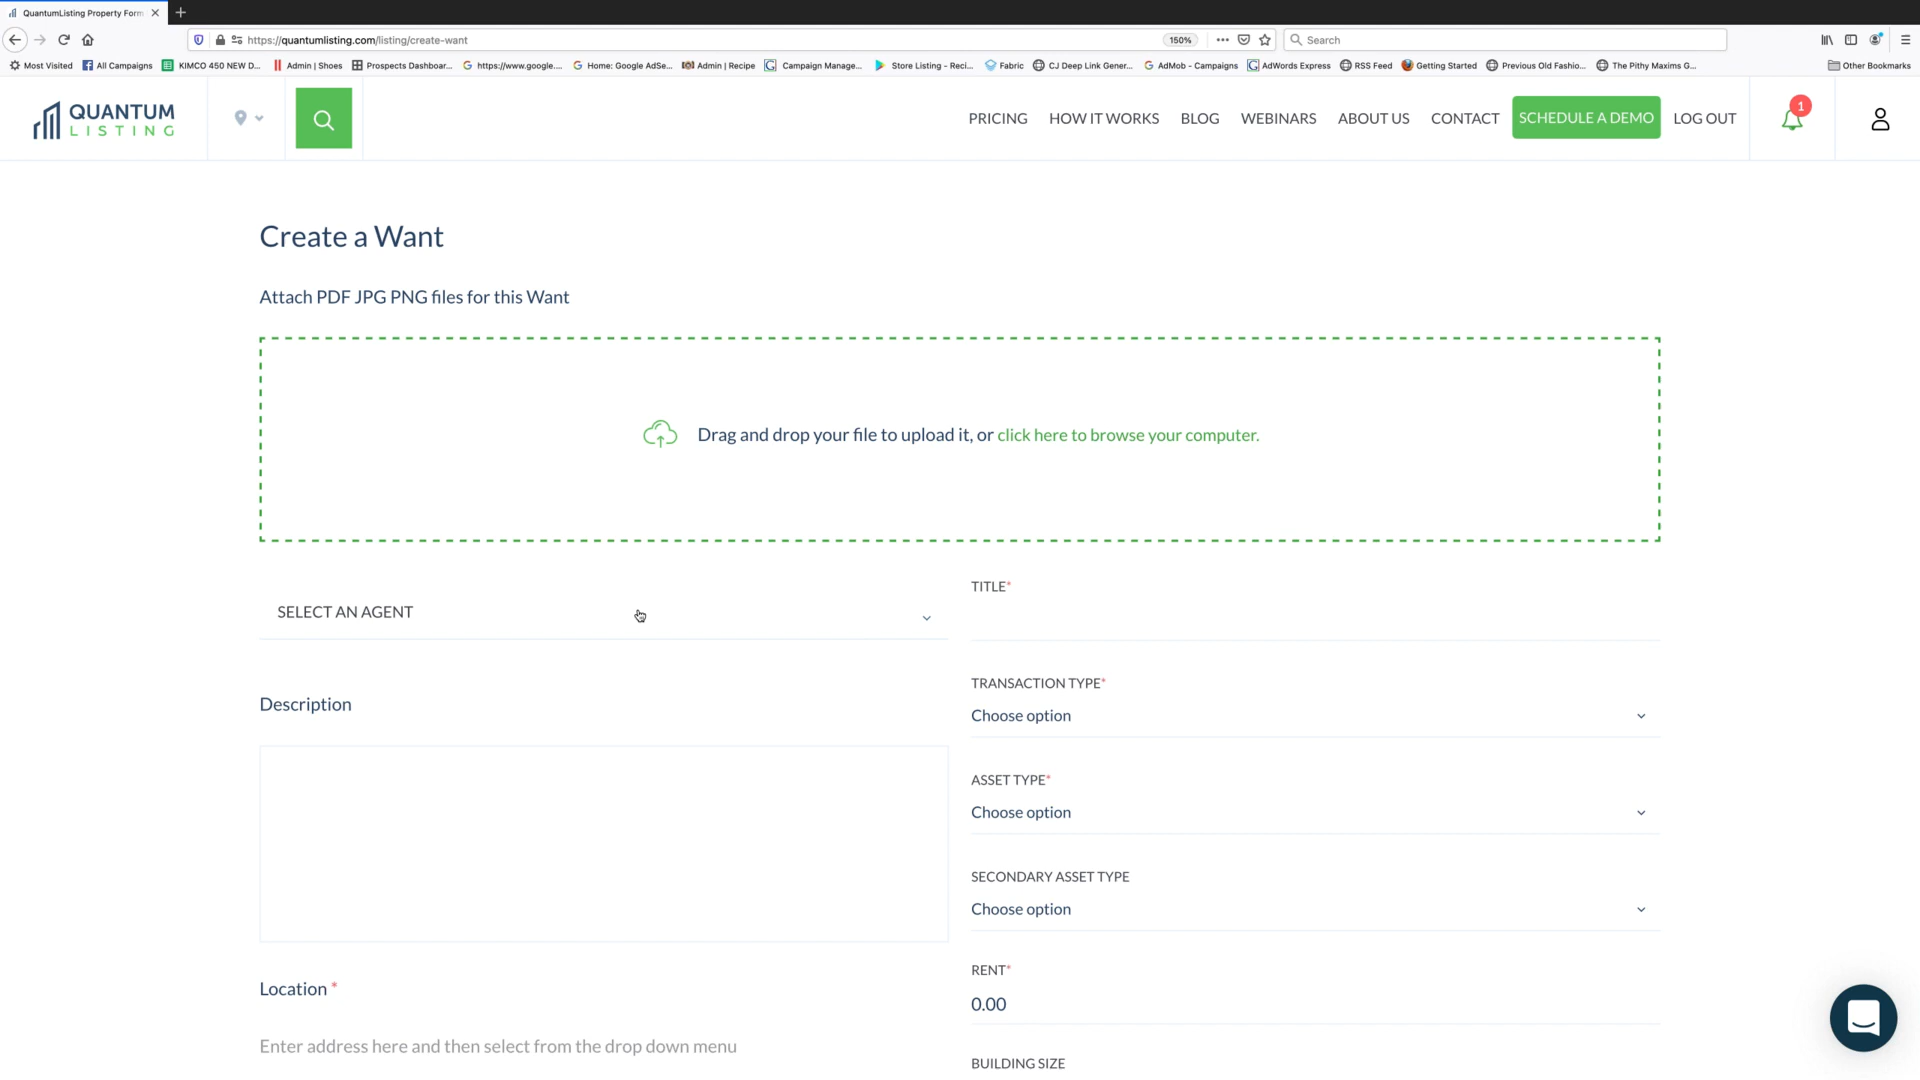 QuantumListing Property Form
https://quantumlisting.com/listing/create-want
150%
Search
Most Visited
All Campaigns
KIMCO 450 NEW D...
Admin | Shoes
Prospects Dashboar...
https://www.google....
Home: Google AdSe...
Admin | Recipe
Campaign Manage...
Store Listing - Reci...
Fabric
CJ Deep Link Gener...
AdMob - Campaigns
AdWords Express
RSS Feed
Getting Started
Previous Old Fashio...
The Pithy Maxims G...
Other Bookmarks
QUANTUM
LISTING
PRICING
HOW IT WORKS
BLOG
WEBINARS
ABOUT US
CONTACT
SCHEDULE A DEMO
LOG OUT
1
Create a Want
Attach PDF JPG PNG files for this Want
Drag and drop your file to upload it, or click here to browse your computer.
SELECT AN AGENT
TITLE*
Description
TRANSACTION TYPE*
Choose option
ASSET TYPE*
Choose option
SECONDARY ASSET TYPE
Choose option
Location *
Enter address here and then select from the drop down menu
RENT*
0.00
BUILDING SIZE